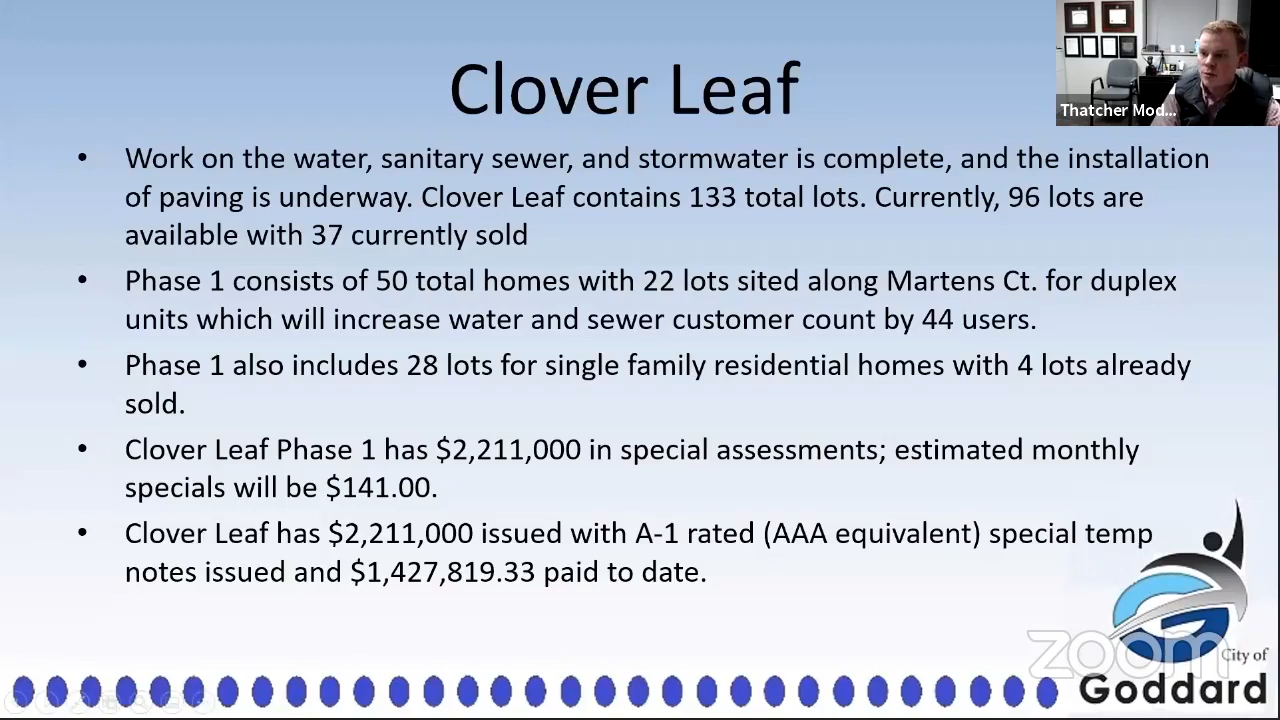 Clover Leaf
Thatcher Mod...
• Work on the water, sanitary sewer, and stormwater is complete, and the installation
of paving is underway. Clover Leaf contains 133 total lots. Currently, 96 lots are
available with 37 currently sold
• Phase 1 consists of 50 total homes with 22 lots sited along Martens Ct. for duplex
units which will increase water and sewer customer count by 44 users.
• Phase 1 also includes 28 lots for single family residential homes with 4 lots already
sold.
• Clover Leaf Phase 1 has $2,211,000 in special assessments; estimated monthly
specials will be $141.00.
• Clover Leaf has $2,211,000 issued with A-1 rated (AAA equivalent) special temp
notes issued and $1,427,819.33 paid to date.
zoom
City of
Goddard